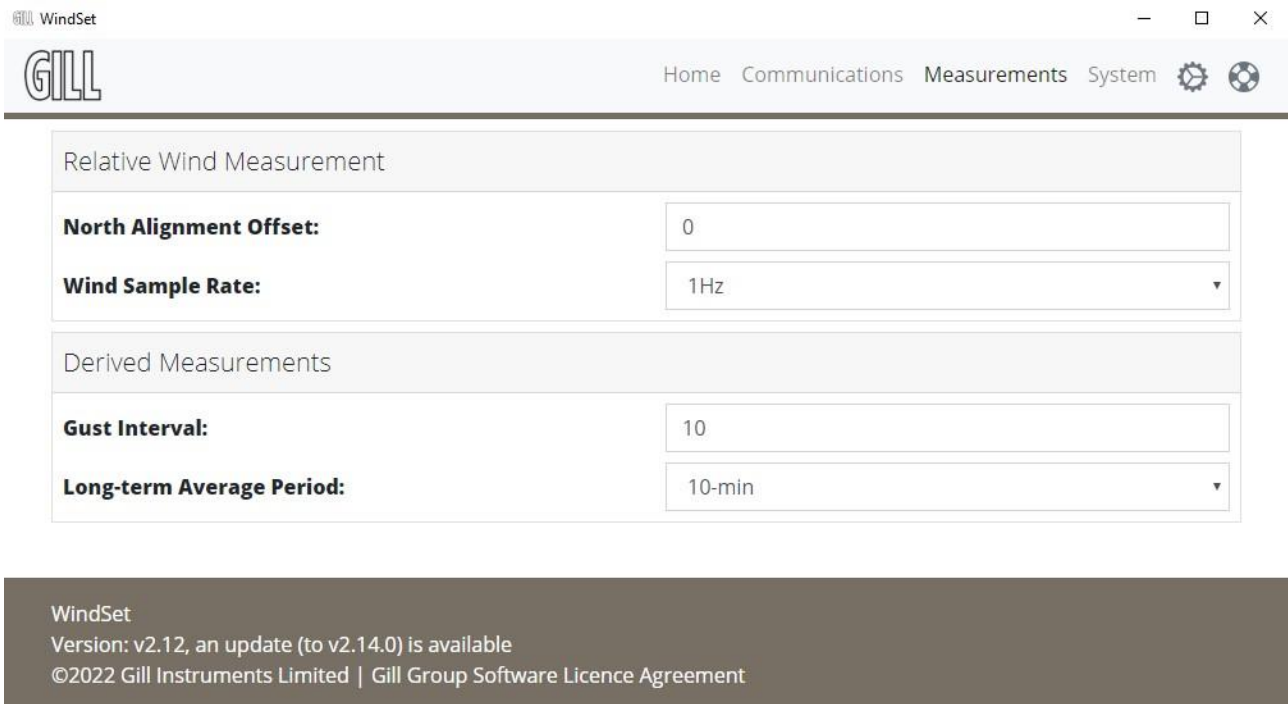 GILL WindSet
GILL
Home Communications Measurements System
Relative Wind Measurement
North Alignment Offset: 0
Wind Sample Rate: 1Hz
Derived Measurements
Gust Interval: 10
Long-term Average Period: 10-min
WindSet
Version: v2.12, an update (to v2.14.0) is available
©2022 Gill Instruments Limited | Gill Group Software Licence Agreement